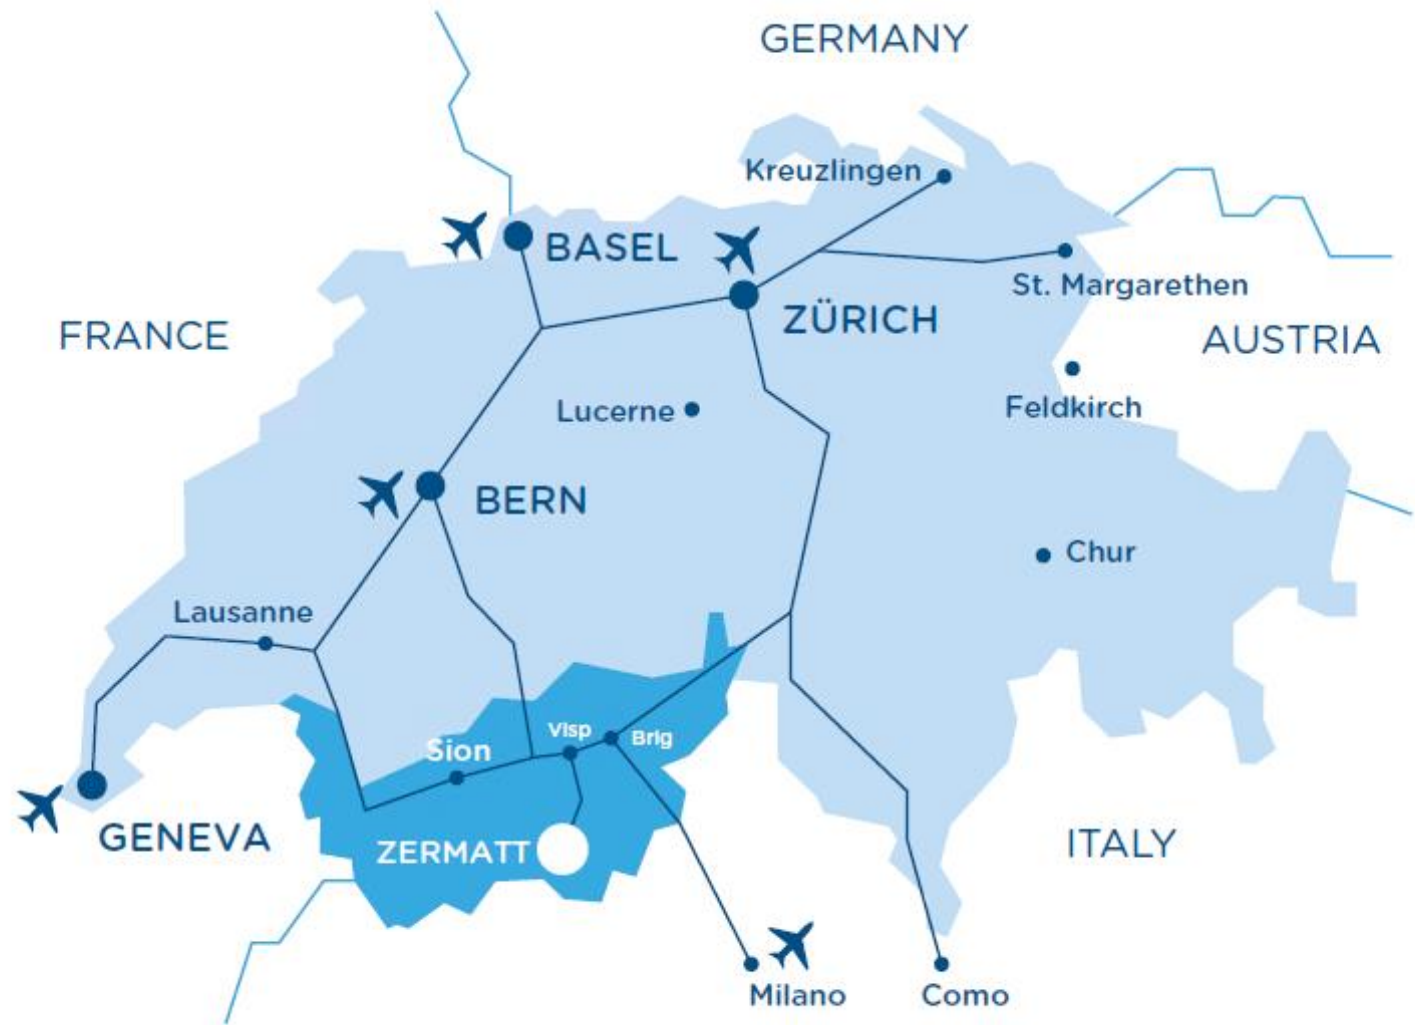 GERMANY
Kreuzlingen
BASEL
St. Margarethen
ZÜRICH
FRANCE
AUSTRIA
Lucerne
Feldkirch
BERN
Chur
Lausanne
Visp
Brig
Sion
GENEVA
ZERMATT
ITALY
Milano
Como